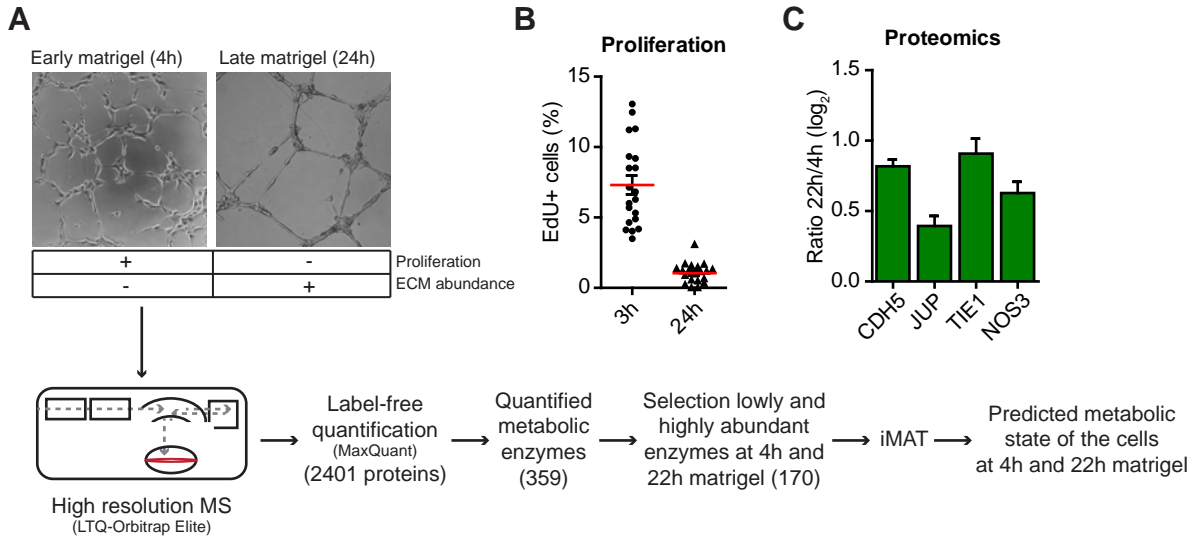 A
Early matrigel (4h)
Late matrigel (24h)
+
-
Proliferation
-
+
ECM abundance
B
Proliferation
EdU+ cells (%)
15
10
5
0
3h
24h
C
Proteomics
Ratio 22h/4h (log2)
1.5
1.0
0.5
0.0
CDH5
JUP
TIE1
NOS3
High resolution MS
(LTQ-Orbitrap Elite)
Label-free
quantification
(MaxQuant)
(2401 proteins)
Quantified
metabolic
enzymes
(359)
Selection lowly and
highly abundant
enzymes at 4h and
22h matrigel (170)
iMAT
Predicted metabolic
state of the cells
at 4h and 22h matrigel